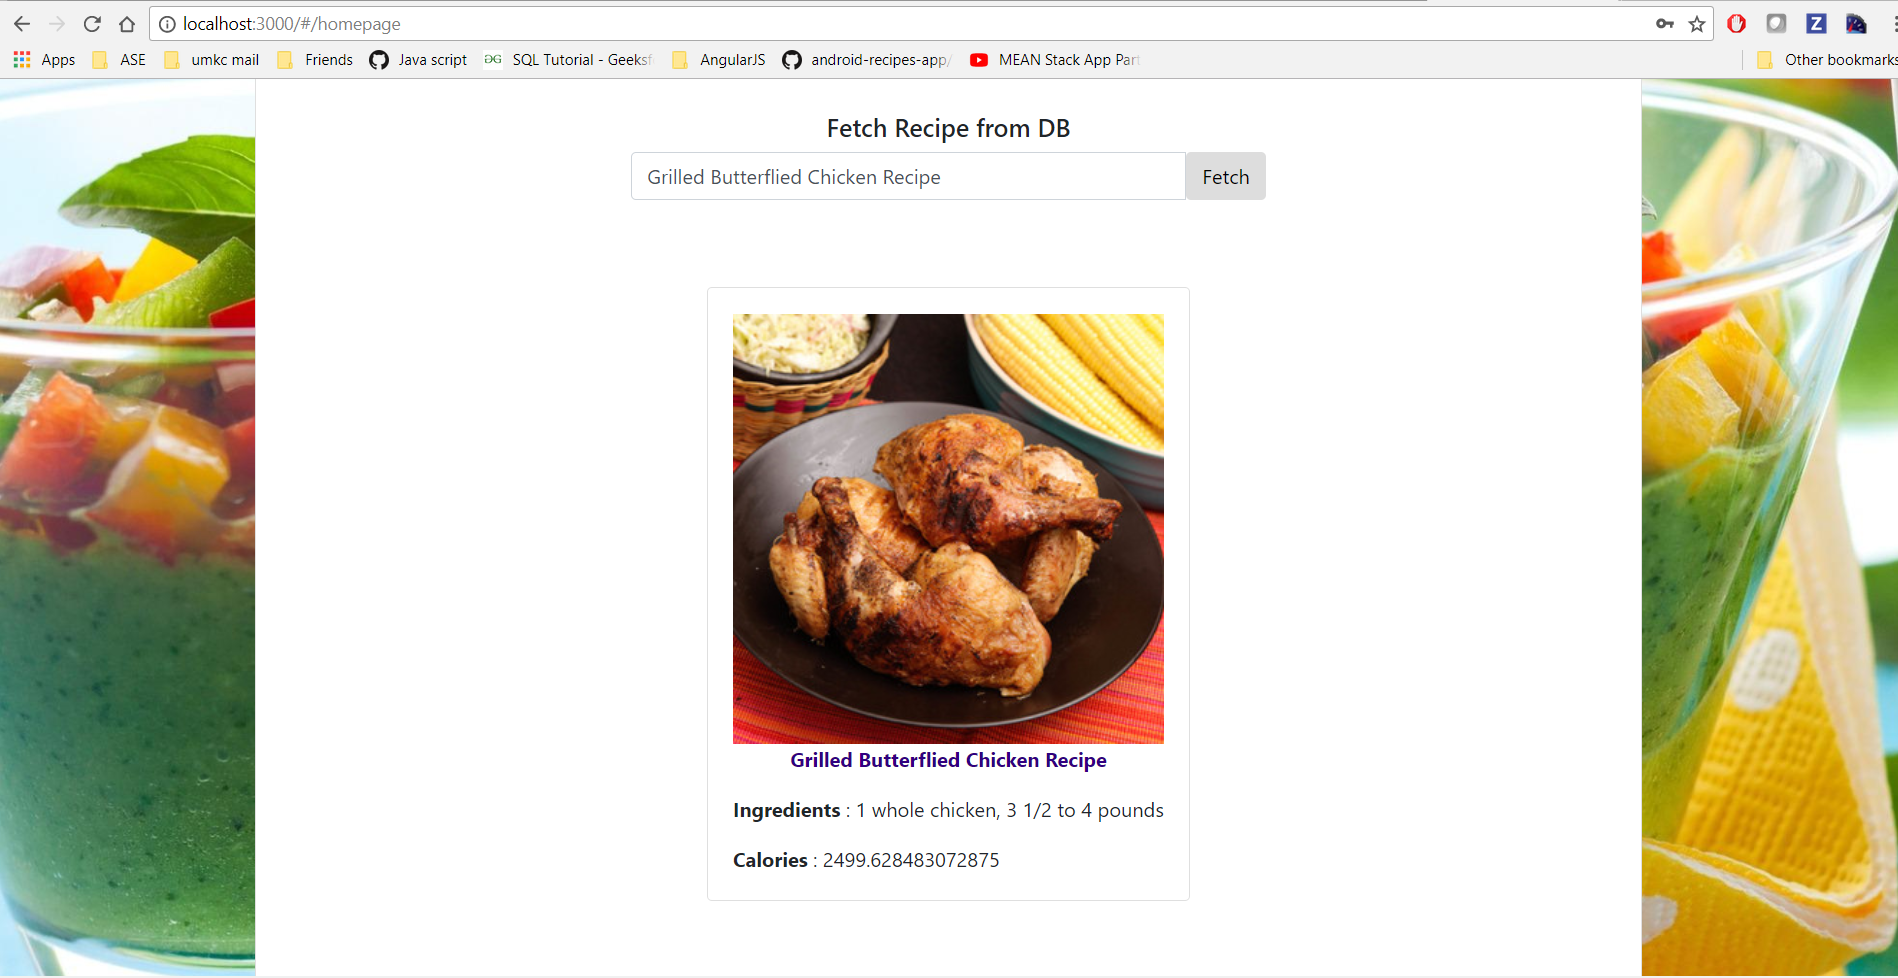 localhost:3000/#/homepage
Apps ASE umkc mail Friends Java script SQL Tutorial - Geeksf AngularJS android-recipes-app/ MEAN Stack App Part Other bookmarks
Fetch Recipe from DB
Grilled Butterflied Chicken Recipe Fetch
Grilled Butterflied Chicken Recipe
Ingredients : 1 whole chicken, 3 1/2 to 4 pounds
Calories : 2499.628483072875